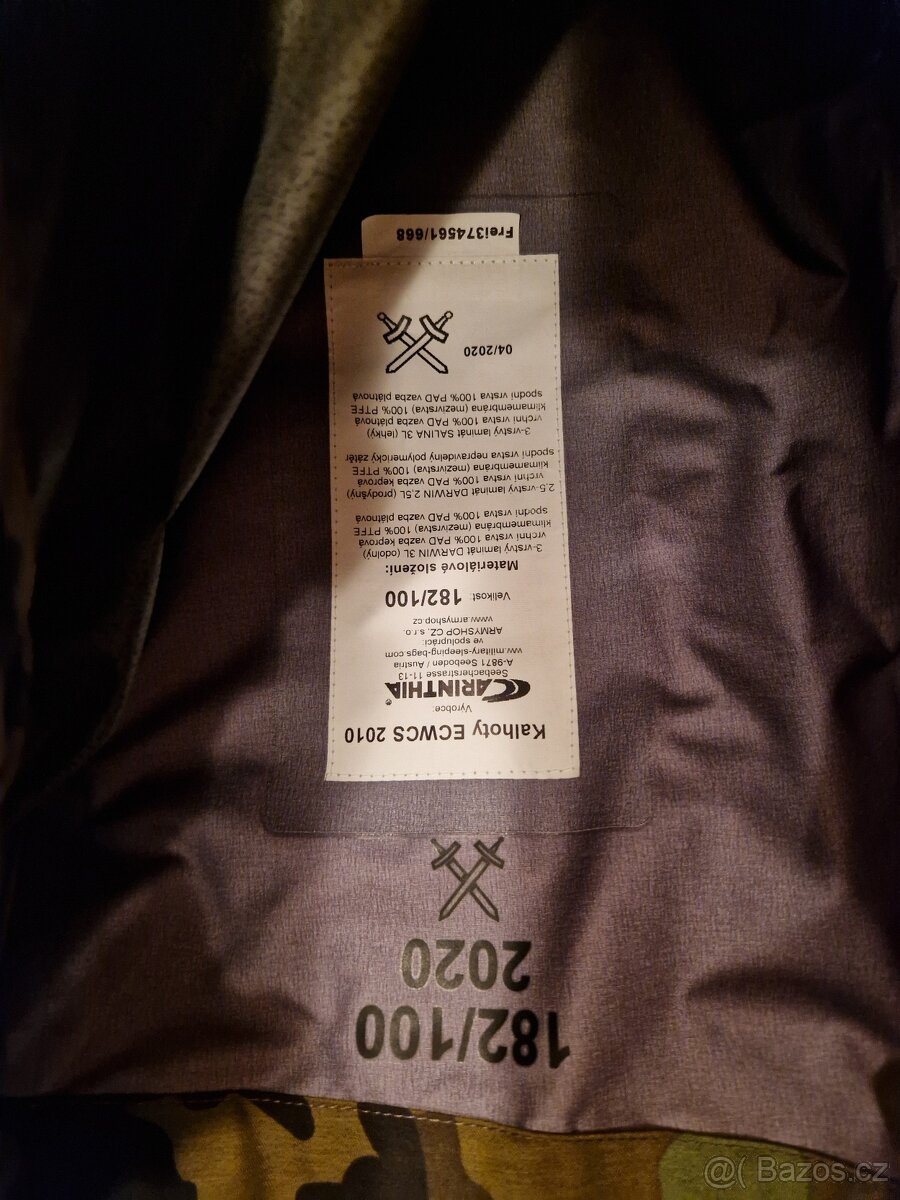 Kalhoty ECWCS 2010
Výrobce:
CARINTHIA®
Seebacherstrasse 11-13
A-9871 Seeboden / Austria
ww.military-sleeping-bags.com
ve spolupráci:
ARMYSHOP CZ, s.r.o.
www.armyshop.cz
Velikost: 182/100
Materiálové složení:
3-vrstvý laminát DARWIN 3L (odolný)
vrchní vrstva 100% PAD vazba keprová
klimamembrána (mezivrstva) 100% PTFE
spodní vrstva 100% PAD vazba plátnová
2,5-vrstvý laminát DARWIN 2.5L (prodyšný)
vrchní vrstva 100% PAD vazba keprová
klimamembrána (mezivrstva) 100% PTFE
spodní vrstva nepravidelný polymerický zátěr
3-vrstvý laminát SALINA 3L (lehký)
vrchní vrstva 100% PAD vazba plátnová
klimamembrána (mezivrstva) 100% PTFE
spodní vrstva 100% PAD vazba plátnová
04/2020
Frei374561/668
182/100
2020
@( Bazos.cz